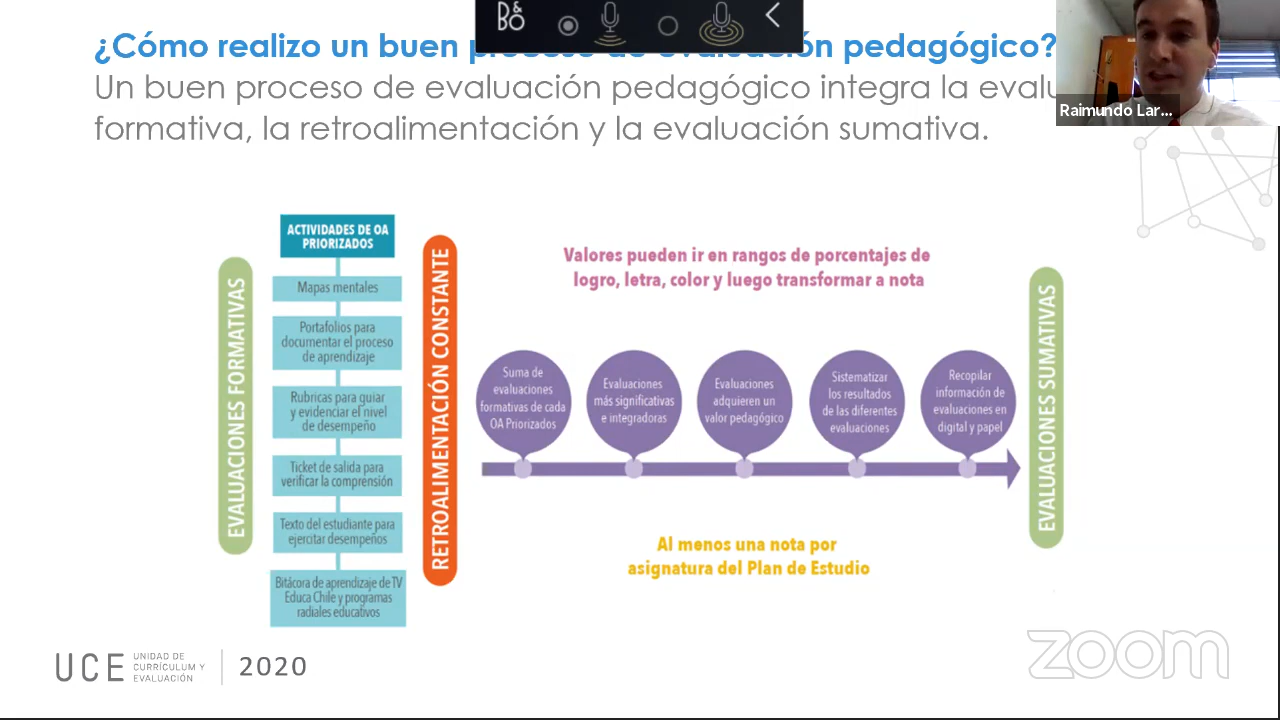 ¿Cómo realizo un buen proceso de evaluación pedagógico?
Un buen proceso de evaluación pedagógico integra la evalu
formativa, la retroalimentación y la evaluación sumativa.
B&O
Raimundo Lar...
EVALUACIONES FORMATIVAS
ACTIVIDADES DE OA
PRIORIZADOS
Mapas mentales
Portafolios para
documentar el proceso
de aprendizaje
Rubricas para guiar
y evidenciar el nivel
de desempeño
Ticket de salida para
verificar la comprensión
Texto del estudiante para
ejercitar desempeños
Bitácora de aprendizaje de TV
Educa Chile y programas
radiales educativos
RETROALIMENTACIÓN CONSTANTE
Valores pueden ir en rangos de porcentajes de
logro, letra, color y luego transformar a nota
Suma de
evaluaciones
formativas de cada
OA Priorizados
Evaluaciones
más significativas
e integradoras
Evaluaciones
adquieren un
valor pedagógico
Sistematizar
los resultados
de las diferentes
evaluaciones
Recopilar
información de
evaluaciones en
digital y papel
Al menos una nota por
asignatura del Plan de Estudio
EVALUACIONES SUMATIVAS
UCE
UNIDAD DE
CURRÍCULUM Y
EVALUACIÓN
2020
zoom